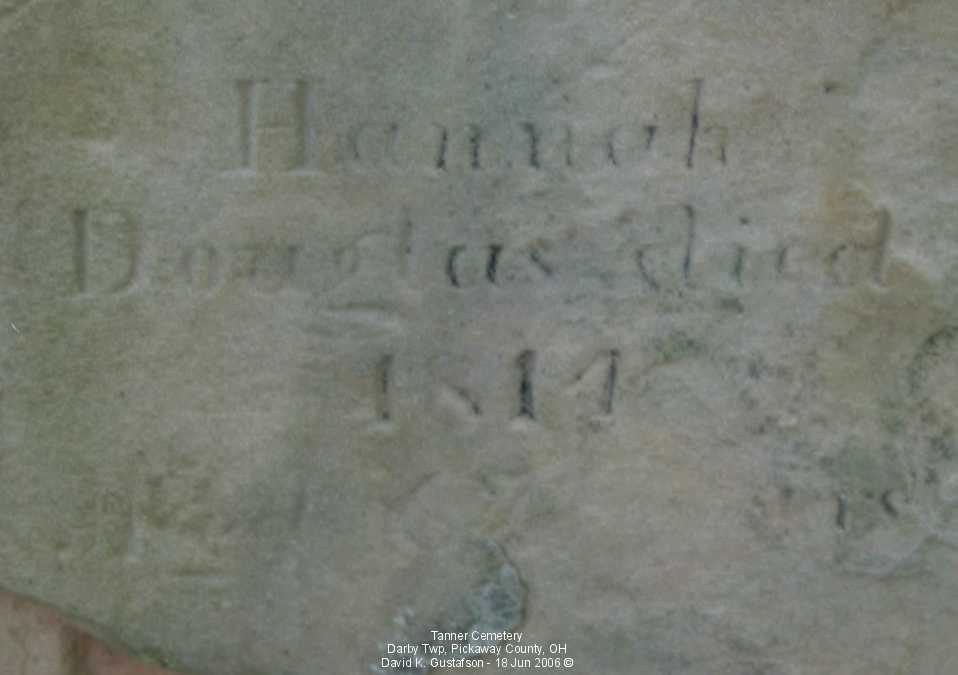 Hannah
Douglas died
1814
Tanner Cemetery
Darby Twp, Pickaway County, OH
David K. Gustafson - 18 Jun 2006 ©